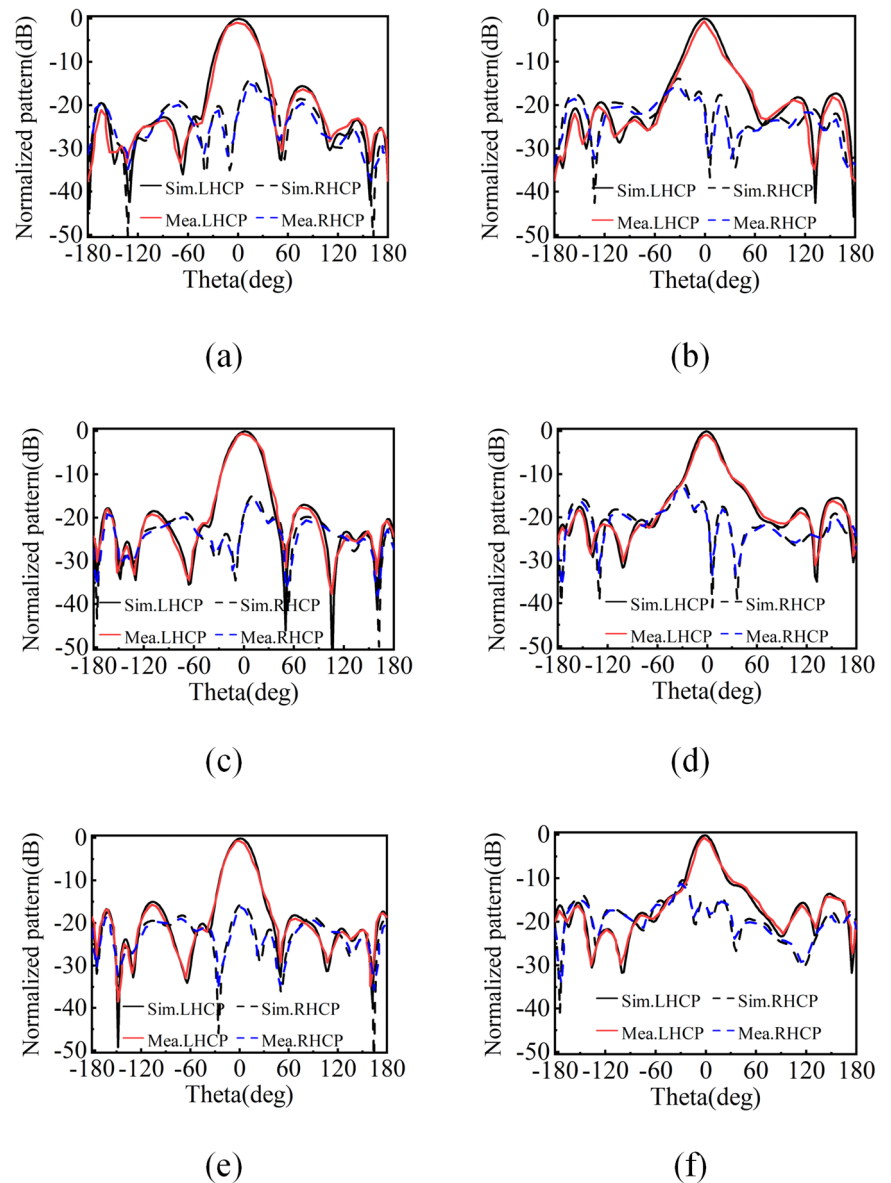 Normalized pattern(dB)
0
-10
-20
-30
-40
-50
Sim.LHCP
Sim.RHCP
Mea.LHCP
Mea.RHCP
-180 -120 -60 0 60 120 180
Theta(deg)
(a)
Normalized pattern(dB)
0
-10
-20
-30
-40
-50
Sim.LHCP
Sim.RHCP
Mea.LHCP
Mea.RHCP
-180 -120 -60 0 60 120 180
Theta(deg)
(b)
Normalized pattern(dB)
0
-10
-20
-30
-40
-50
Sim.LHCP
Sim.RHCP
Mea.LHCP
Mea.RHCP
-180 -120 -60 0 60 120 180
Theta(deg)
(c)
Normalized pattern(dB)
0
-10
-20
-30
-40
-50
Sim.LHCP
Sim.RHCP
Mea.LHCP
Mea.RHCP
-180 -120 -60 0 60 120 180
Theta(deg)
(d)
Normalized pattern(dB)
0
-10
-20
-30
-40
-50
Sim.LHCP
Sim.RHCP
Mea.LHCP
Mea.RHCP
-180 -120 -60 0 60 120 180
Theta(deg)
(e)
Normalized pattern(dB)
0
-10
-20
-30
-40
-50
Sim.LHCP
Sim.RHCP
Mea.LHCP
Mea.RHCP
-180 -120 -60 0 60 120 180
Theta(deg)
(f)